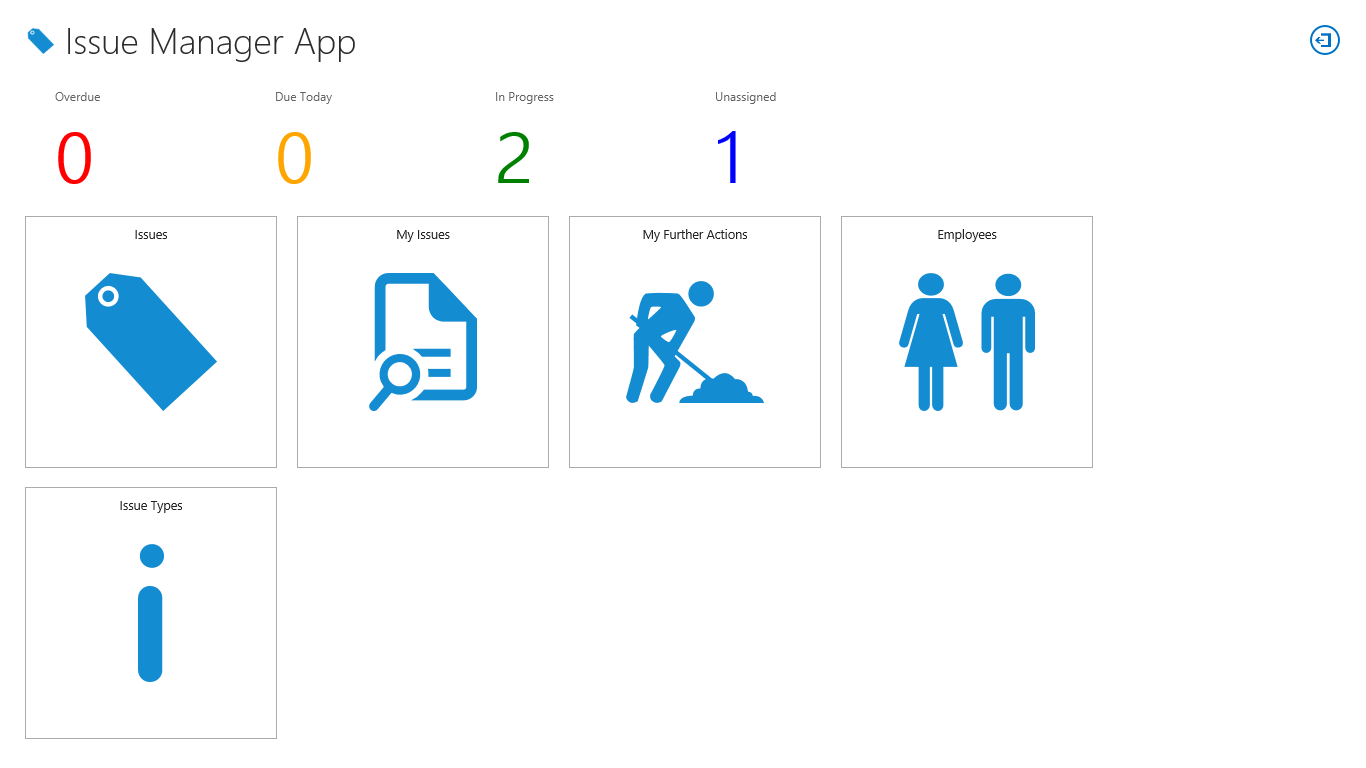 Issue Manager App
Overdue
Due Today
In Progress
Unassigned
0
0
2
1
Issues
My Issues
My Further Actions
Employees
Issue Types